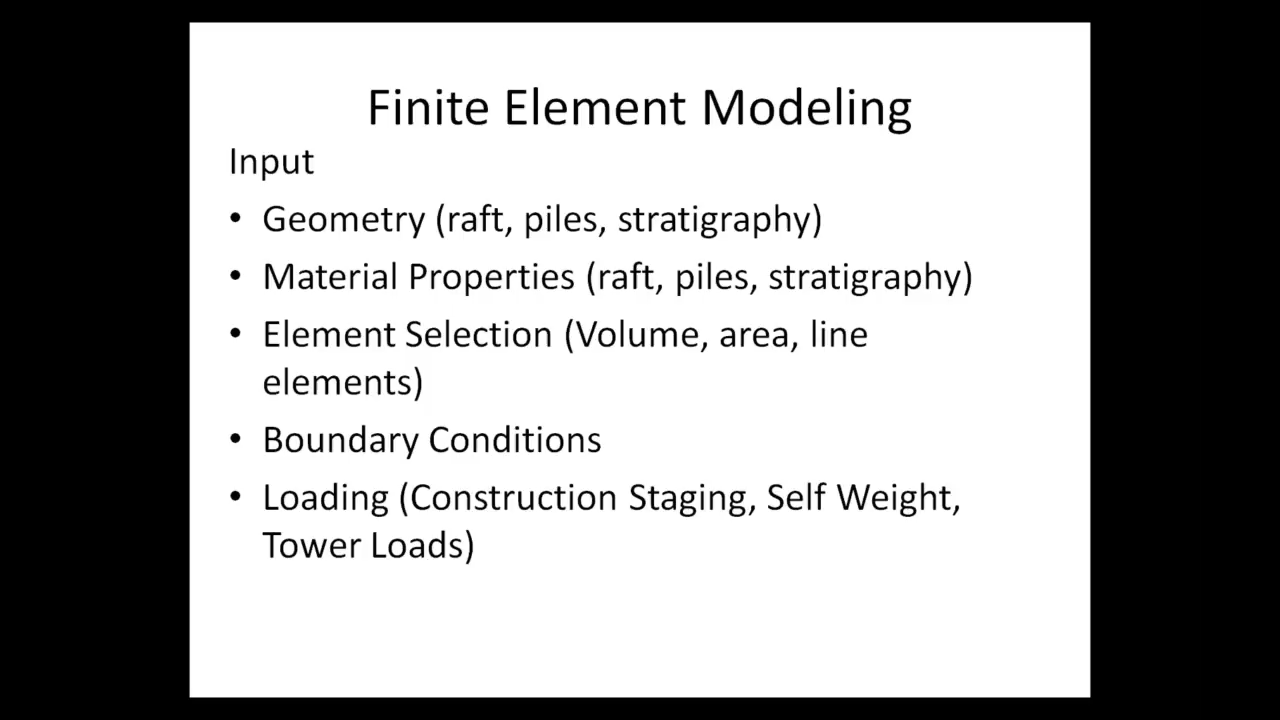 Finite Element Modeling
Input
• Geometry (raft, piles, stratigraphy)
• Material Properties (raft, piles, stratigraphy)
• Element Selection (Volume, area, line
elements)
• Boundary Conditions
• Loading (Construction Staging, Self Weight,
Tower Loads)